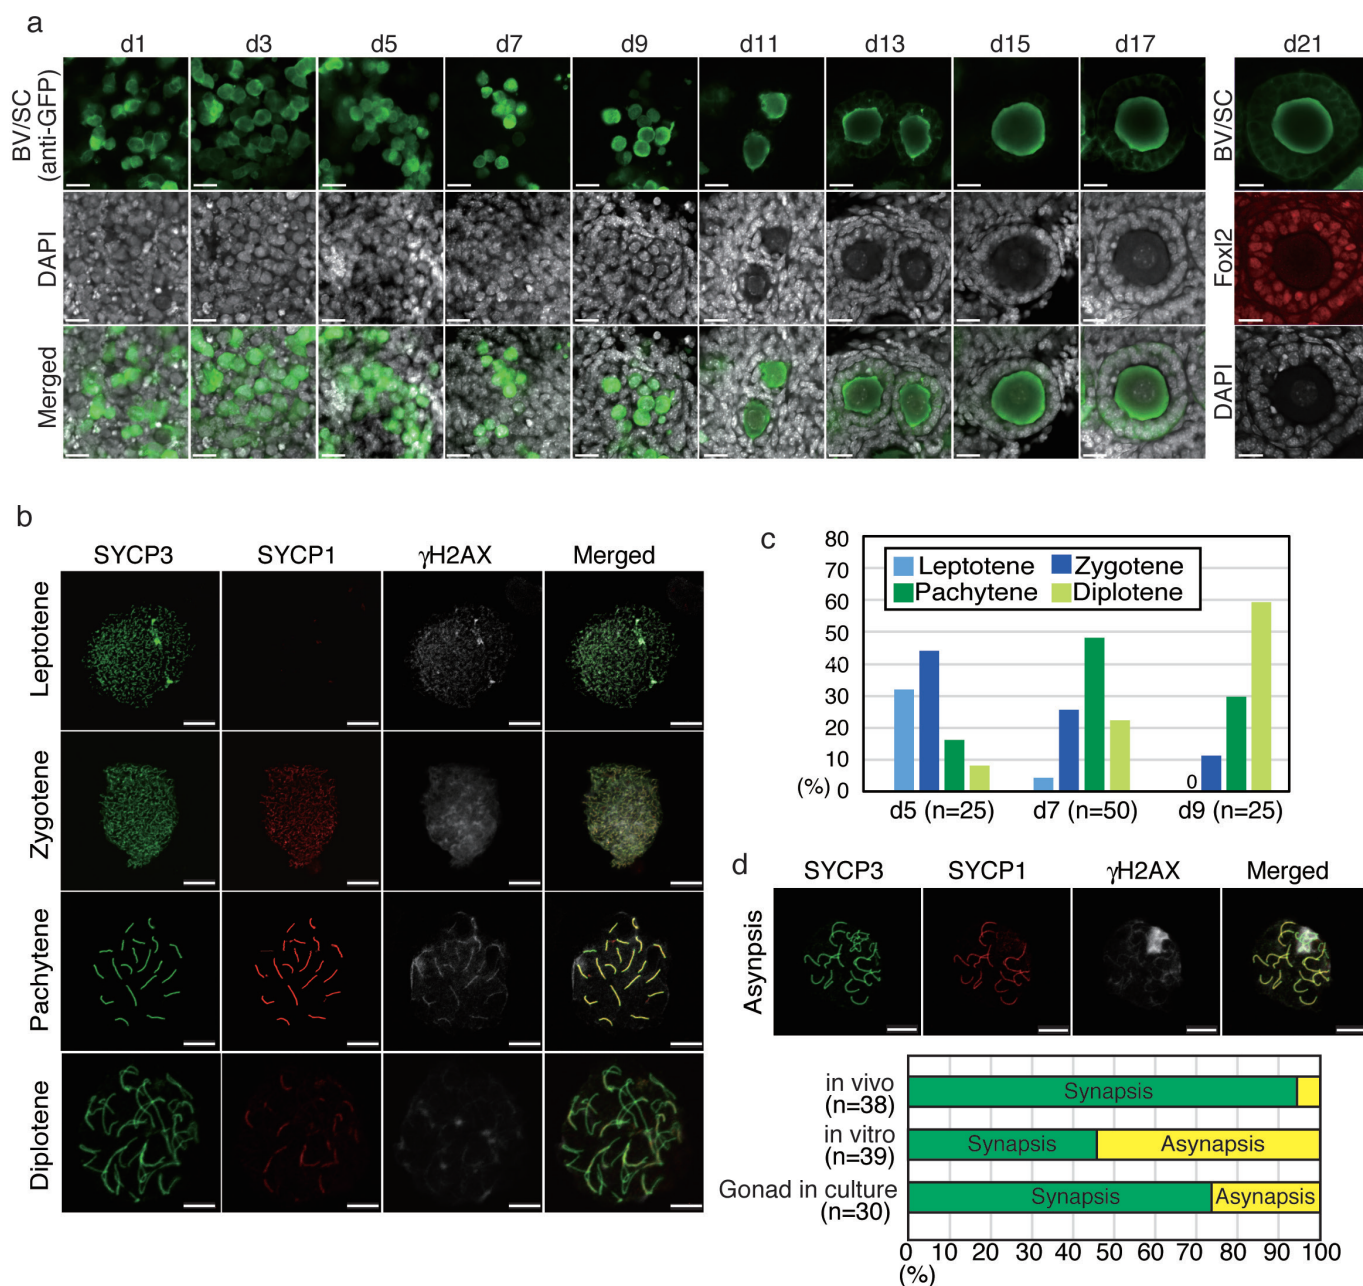 a
d1 d3 d5 d7 d9 d11 d13 d15 d17 d21
BV/SC
(anti-GFP)
DAPI
Merged
BV/SC
Foxl2
DAPI
b
SYCP3 SYCP1 γH2AX Merged
Leptotene
Zygotene
Pachytene
Diplotene
c
80
70
60
50
40
30
20
10
0
(%)
Leptotene Zygotene
Pachytene Diplotene
0
d5 (n=25) d7 (n=50) d9 (n=25)
d
SYCP3 SYCP1 γH2AX Merged
Asynpsis
in vivo
(n=38)
Synapsis
in vitro
(n=39)
Synapsis Asynapsis
Gonad in culture
(n=30)
Synapsis Asynapsis
0 10 20 30 40 50 60 70 80 90 100
(%)